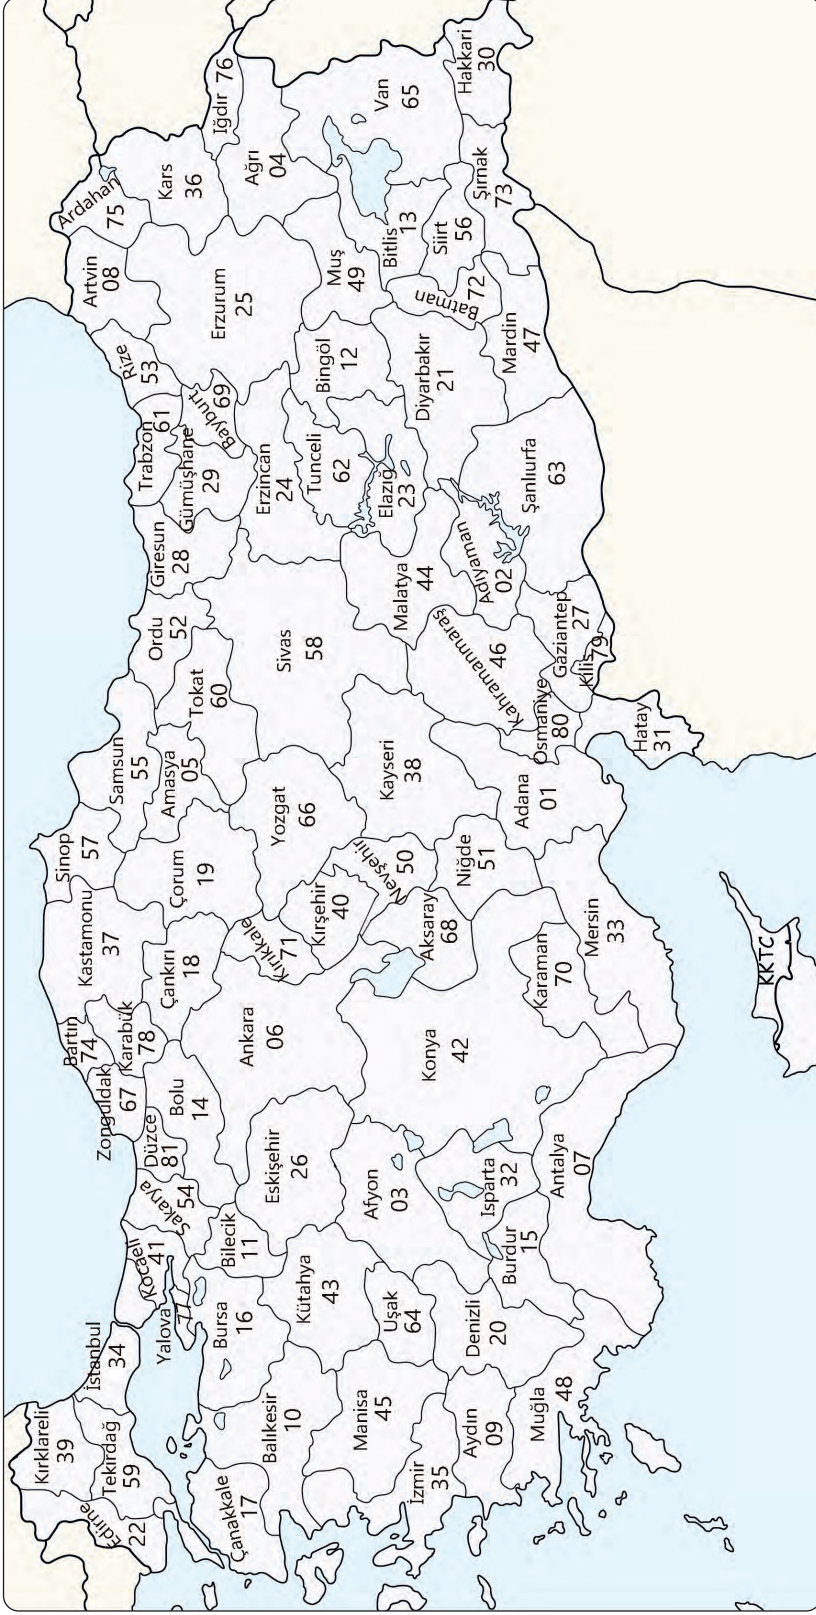 Kırklareli
39
Edirne
22
Tekirdağ
59
İstanbul
34
Çanakkale
17
Balıkesir
10
Bursa
16
Yalova
77
Kocaeli
41
Sakarya
54
Bilecik
11
Düzce
81
Bolu
14
Zonguldak
67
Bartın
74
Karabük
78
Kastamonu
37
Çankırı
18
Sinop
57
Çorum
19
Samsun
55
Amasya
05
Tokat
60
Ordu
52
Giresun
28
Gümüşhane
29
Trabzon
61
Bayburt
69
Rize
53
Artvin
08
Ardahan
75
Kars
36
Iğdır 76
Ağrı
04
Erzurum
25
Erzincan
24
Sivas
58
Yozgat
66
Kırıkkale
71
Kırşehir
40
Ankara
06
Eskişehir
26
Kütahya
43
Manisa
45
İzmir
35
Uşak
64
Afyon
03
Konya
42
Aksaray
68
Nevşehir
50
Niğde
51
Kayseri
38
Malatya
44
Tunceli
62
Elazığ
23
Bingöl
12
Muş
49
Bitlis
13
Van
65
Hakkari
30
Şırnak
73
Siirt
56
Batman
72
Mardin
47
Diyarbakır
21
Şanlıurfa
63
Adıyaman
02
Kahramanmaraş
46
Gaziantep
27
Kilis
79
Osmaniye
80
Hatay
31
Adana
01
Mersin
33
Karaman
70
Antalya
07
Isparta
32
Burdur
15
Denizli
20
Aydın
09
Muğla
48
KKTC